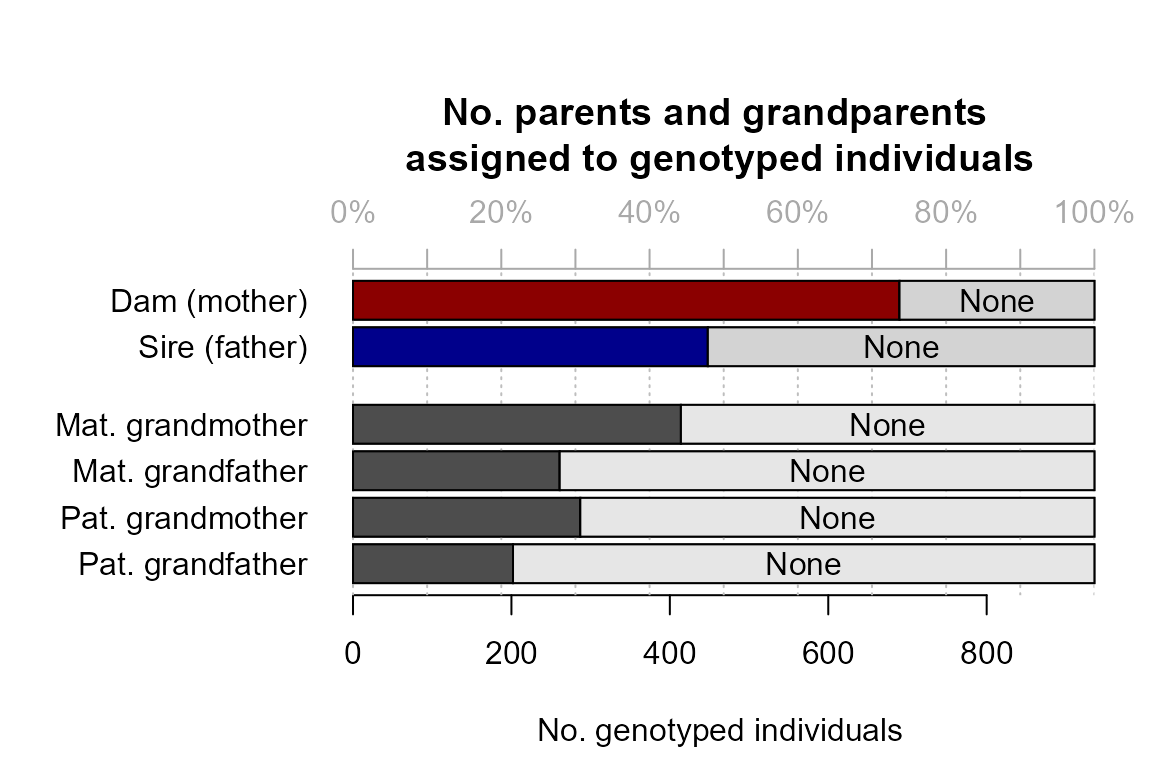 No. parents and grandparents
assigned to genotyped individuals
0% 20% 40% 60% 80% 100%
Dam (mother) None
Sire (father) None
Mat. grandmother None
Mat. grandfather None
Pat. grandmother None
Pat. grandfather None
0 200 400 600 800
No. genotyped individuals